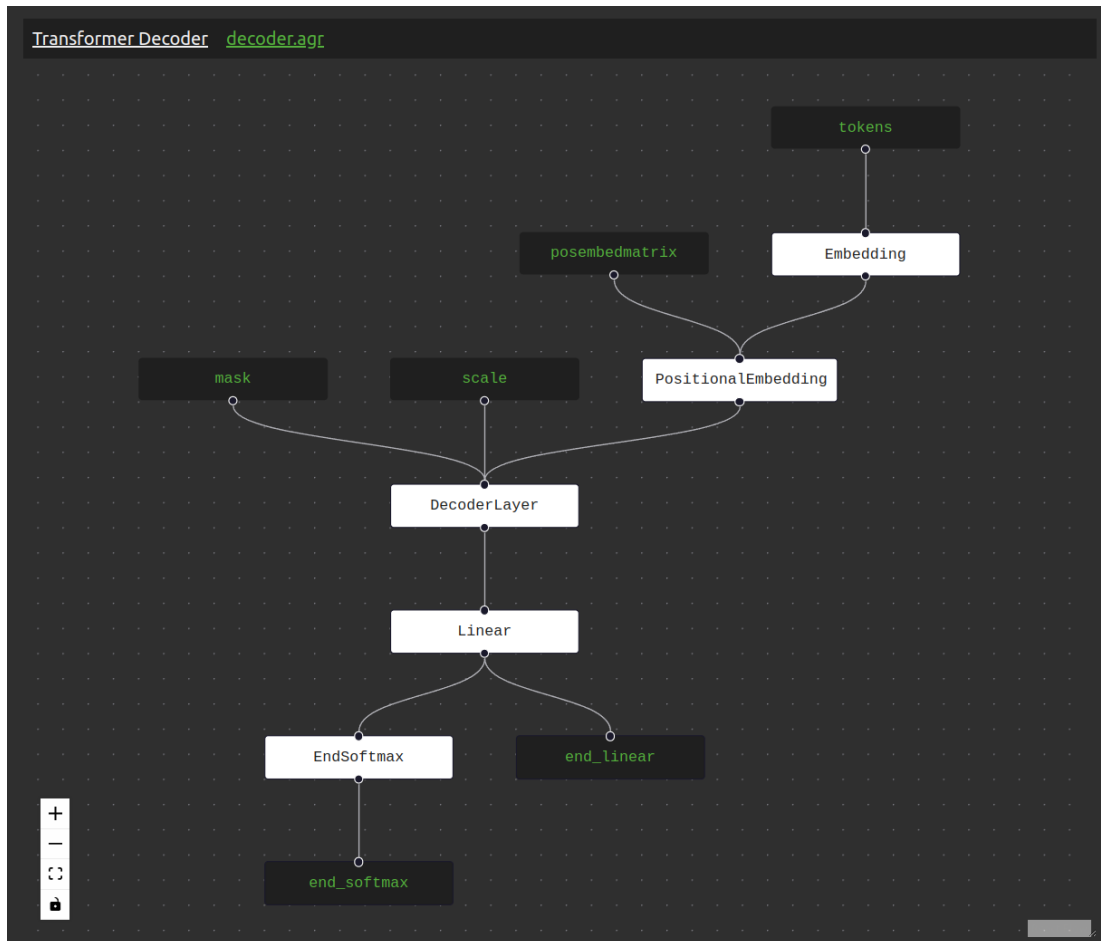 Transformer Decoder decoder.agr
tokens
posembedmatrix
Embedding
mask
scale
PositionalEmbedding
DecoderLayer
Linear
EndSoftmax
end_linear
end_softmax